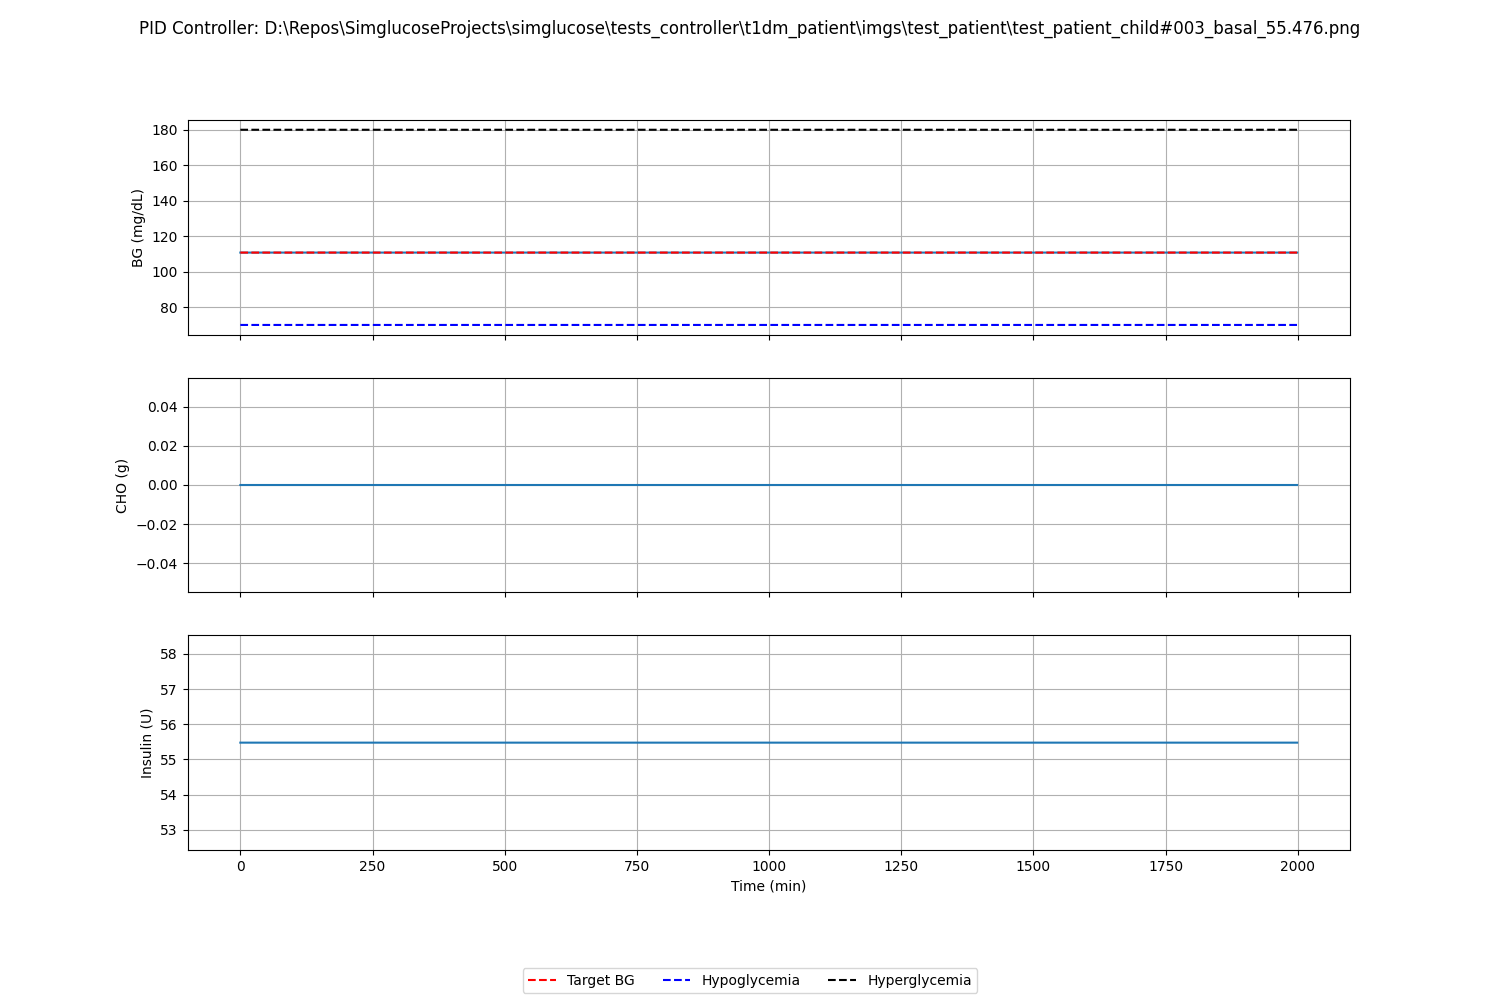 PID Controller: D:\Repos\SimglucoseProjects\simglucose\tests_controller\t1dm_patient\imgs\test_patient\test_patient_child#003_basal_55.476.png
180
160
140
120
100
80
BG (mg/dL)
0.04
0.02
0.00
−0.02
−0.04
CHO (g)
58
57
56
55
54
53
Insulin (U)
0 250 500 750 1000 1250 1500 1750 2000
Time (min)
Target BG Hypoglycemia Hyperglycemia